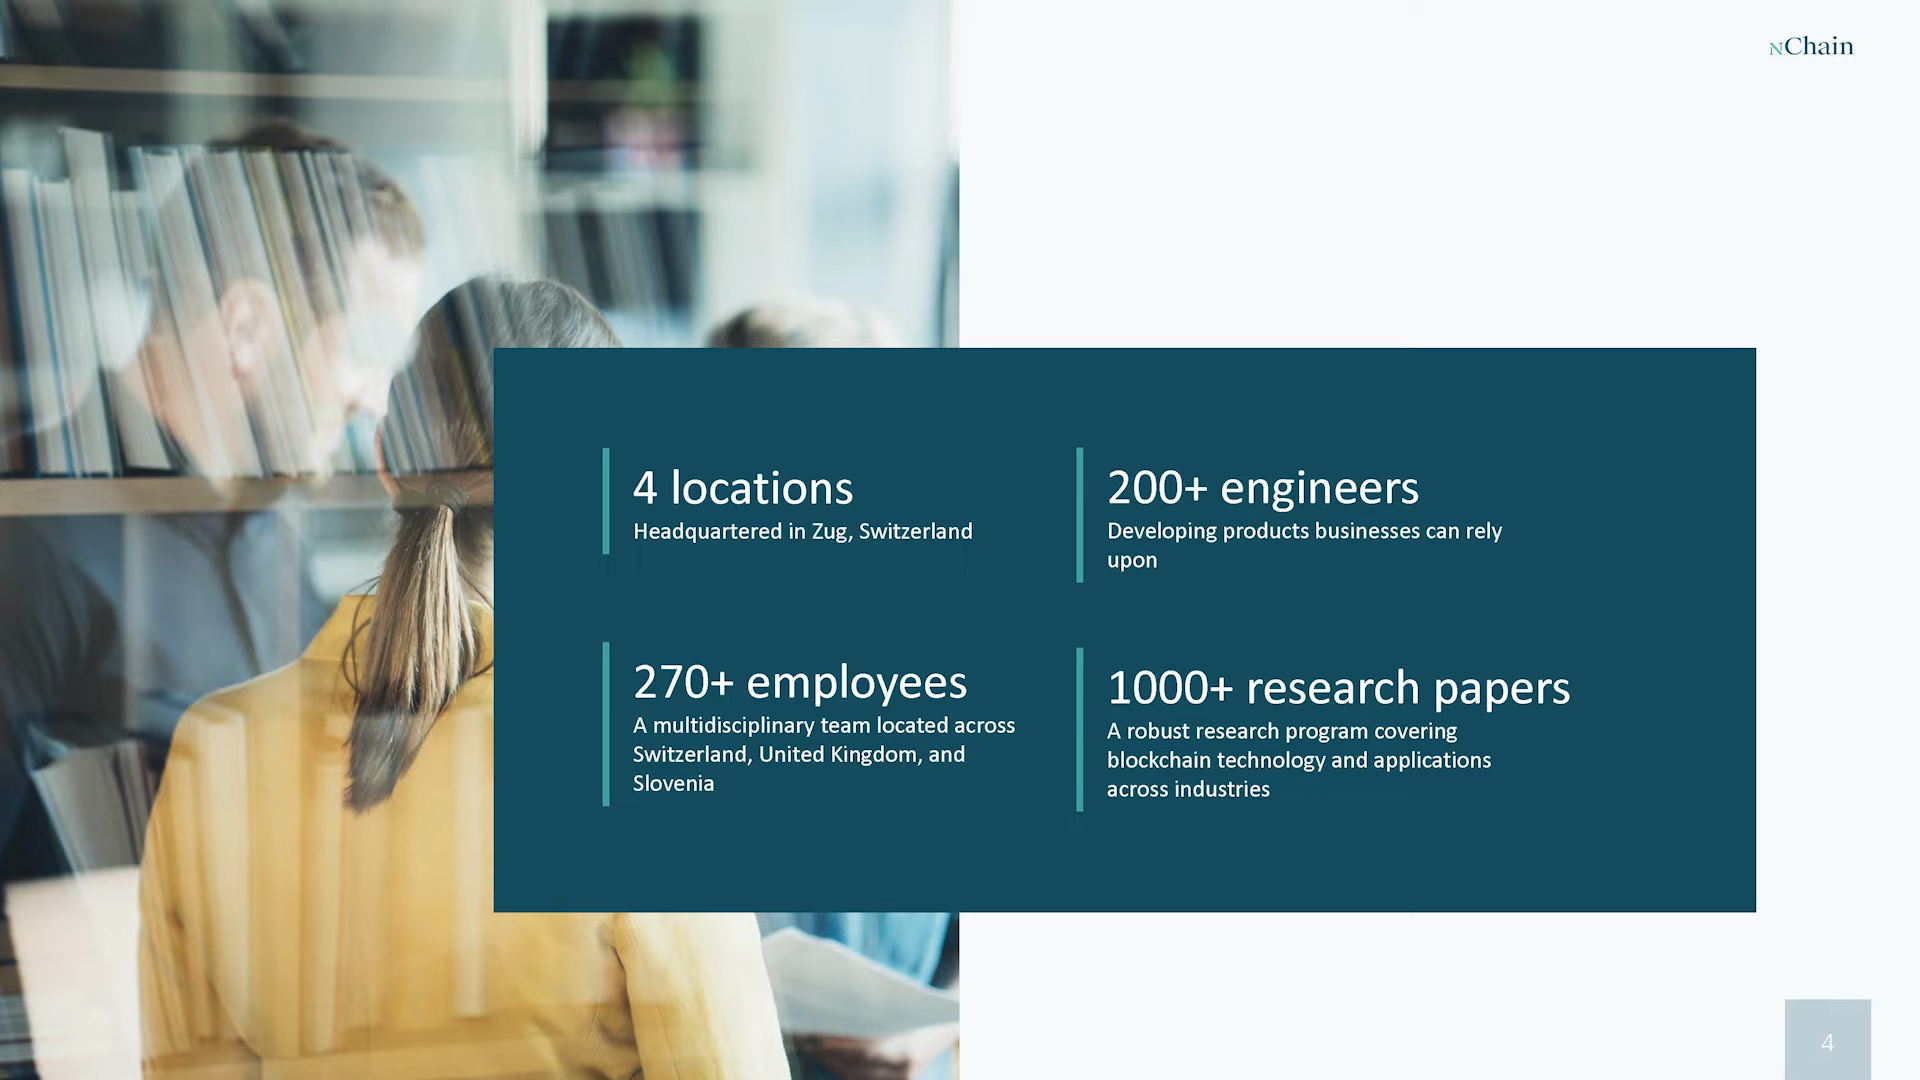 nChain
4 locations
Headquartered in Zug, Switzerland
200+ engineers
Developing products businesses can rely
upon
270+ employees
A multidisciplinary team located across
Switzerland, United Kingdom, and
Slovenia
1000+ research papers
A robust research program covering
blockchain technology and applications
across industries
4